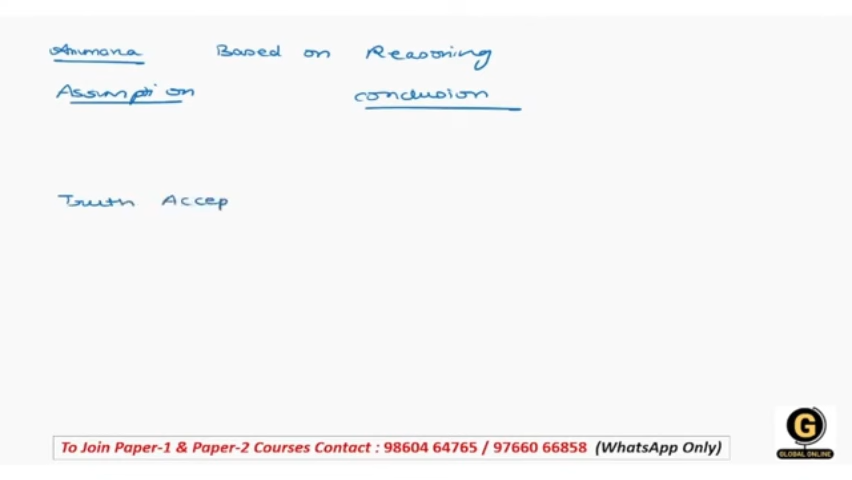 Anumana Based on Reasoning
Assumption conclusion
Truth Accep
To Join Paper-1 & Paper-2 Courses Contact : 98604 64765 / 97660 66858 (WhatsApp Only)
G
GLOBAL ONLINE